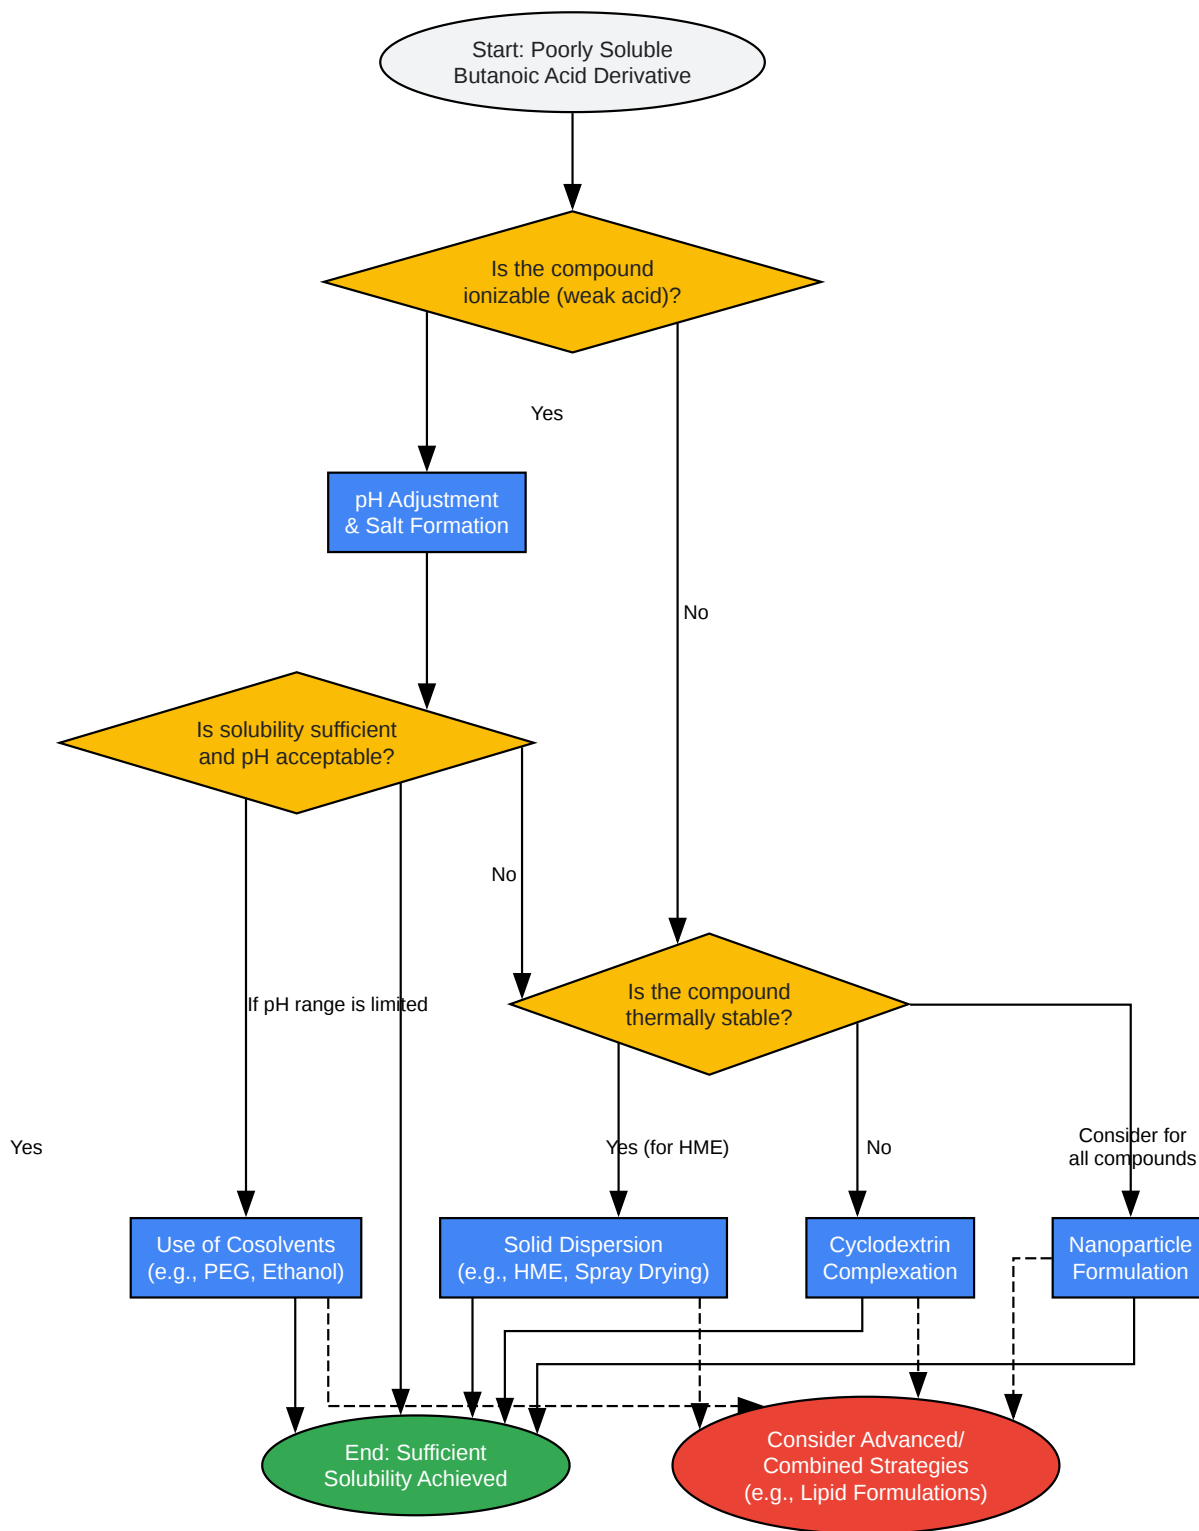 Start: Poorly Soluble
Butanoic Acid Derivative
Is the compound
ionizable (weak acid)?
Yes
pH Adjustment
& Salt Formation
No
Is solubility sufficient
and pH acceptable?
No
If pH range is limited
Is the compound
thermally stable?
Yes
Yes (for HME)
No
Consider for
all compounds
Use of Cosolvents
(e.g., PEG, Ethanol)
Solid Dispersion
(e.g., HME, Spray Drying)
Cyclodextrin
Complexation
Nanoparticle
Formulation
End: Sufficient
Solubility Achieved
Consider Advanced/
Combined Strategies
(e.g., Lipid Formulations)